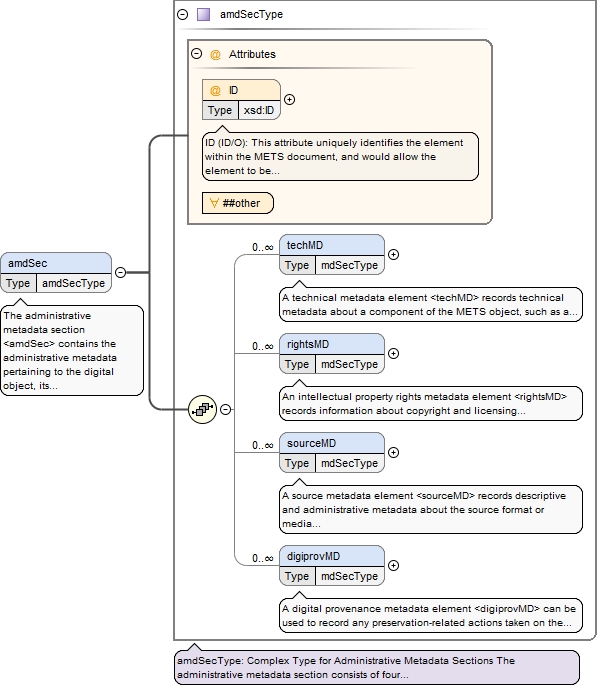 amdSecType
Attributes
ID
Type xsd:ID
ID (ID/O): This attribute uniquely identifies the element
within the METS document, and would allow the
element to be...
##other
amdSec
Type amdSecType
The administrative
metadata section
<amdSec> contains the
administrative metadata
pertaining to the digital
object, its...
0..∞
techMD
Type mdSecType
A technical metadata element <techMD> records technical
metadata about a component of the METS object, such as a...
0..∞
rightsMD
Type mdSecType
An intellectual property rights metadata element <rightsMD>
records information about copyright and licensing...
0..∞
sourceMD
Type mdSecType
A source metadata element <sourceMD> records descriptive
and administrative metadata about the source format or
media...
0..∞
digiprovMD
Type mdSecType
A digital provenance metadata element <digiprovMD> can be
used to record any preservation-related actions taken on the...
amdSecType: Complex Type for Administrative Metadata Sections The
administrative metadata section consists of four...